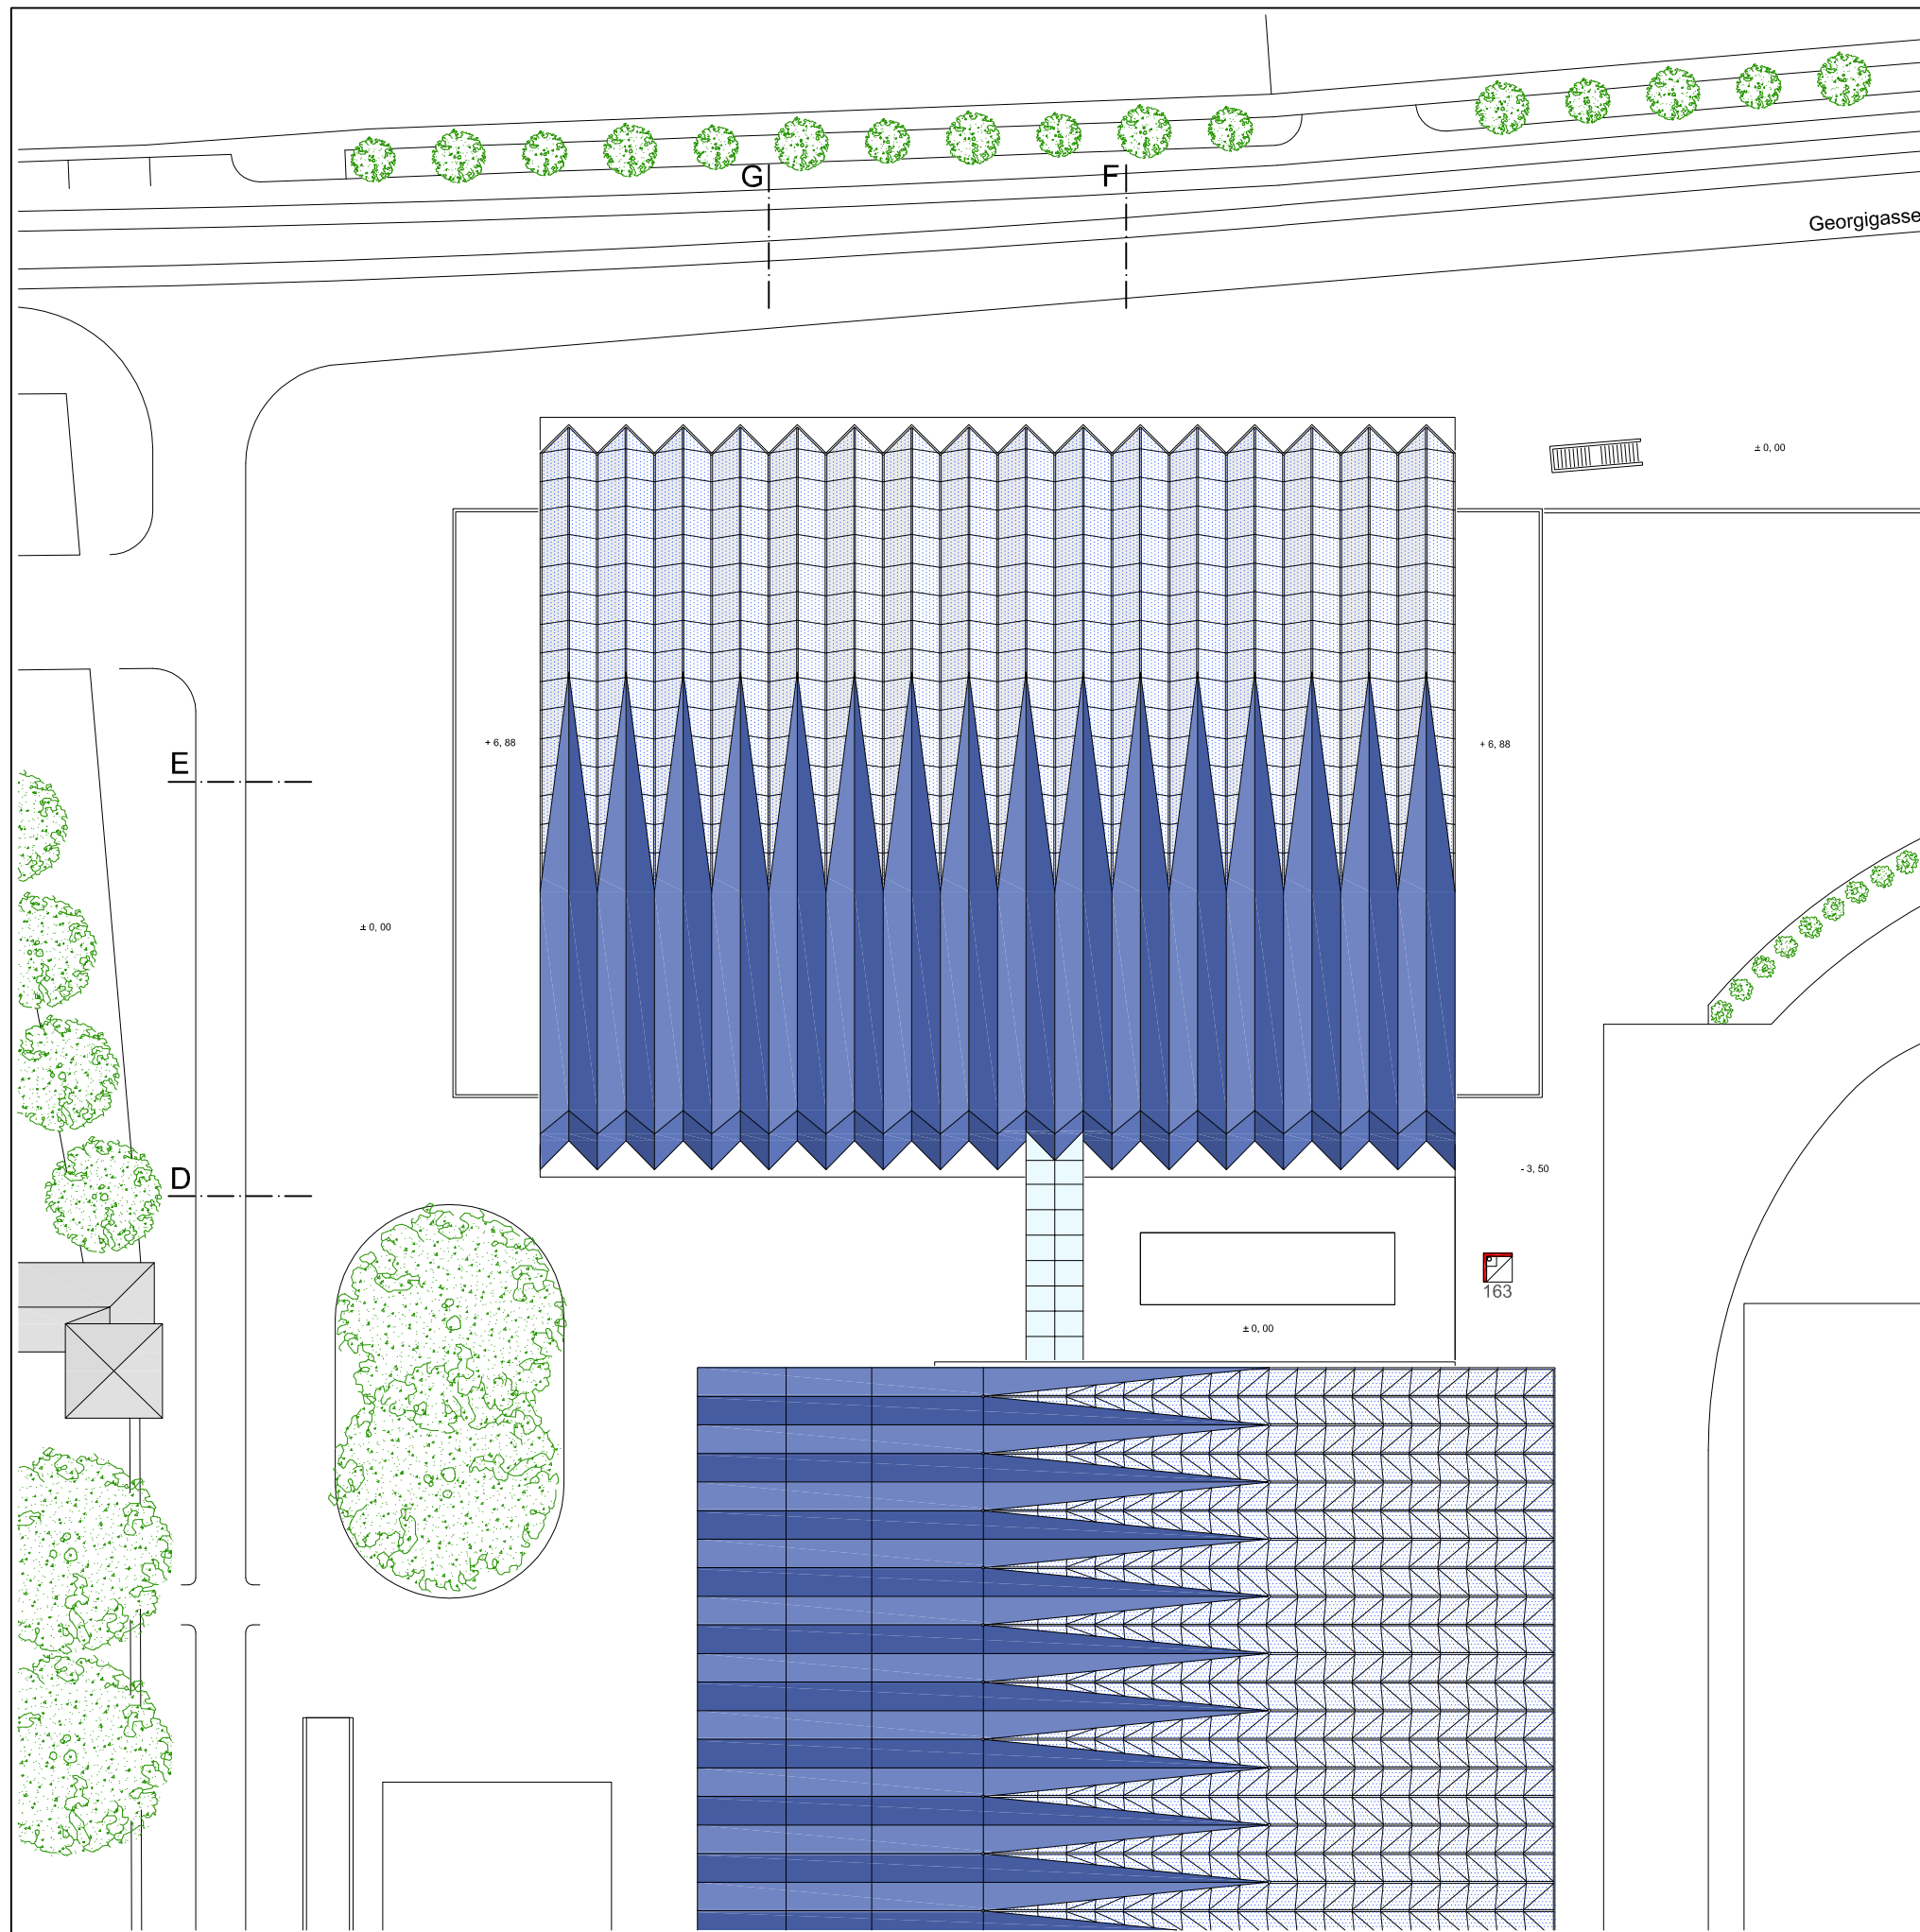 G
F
Georgigasse
± 0, 00
+ 6, 88
+ 6, 88
E
± 0, 00
D
- 3, 50
163
± 0, 00